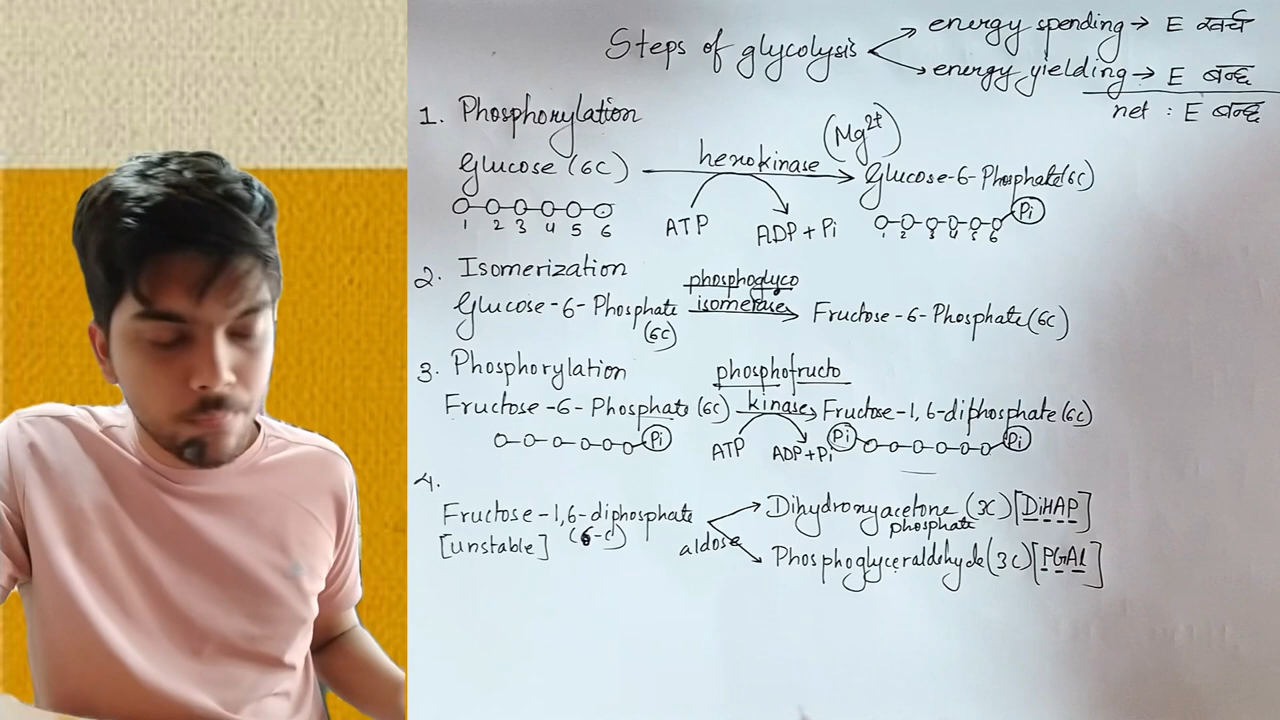 Steps of glycolysis
energy spending → E खर्च
energy yielding → E बन्छ
net : E बन्छ
1. Phosphorylation
Glucose (6C) hexokinase (Mg2+) Glucose-6-Phosphate(6C)
1 2 3 4 5 6
ATP ADP + Pi
1 2 3 4 5 6 Pi
2. Isomerization
Glucose-6-Phosphate (6C) phosphoglyco isomerase Fructose-6-Phosphate(6C)
3. Phosphorylation
Fructose-6-Phosphate (6C) phosphofructo kinase Fructose-1,6-diphosphate(6C)
Pi ATP ADP+Pi Pi Pi
4.
Fructose-1,6-diphosphate (6-C)
[unstable]
aldose
Dihydroxyacetone phosphate (3C) [DiHAP]
Phosphoglyceraldehyde(3C) [PGAL]